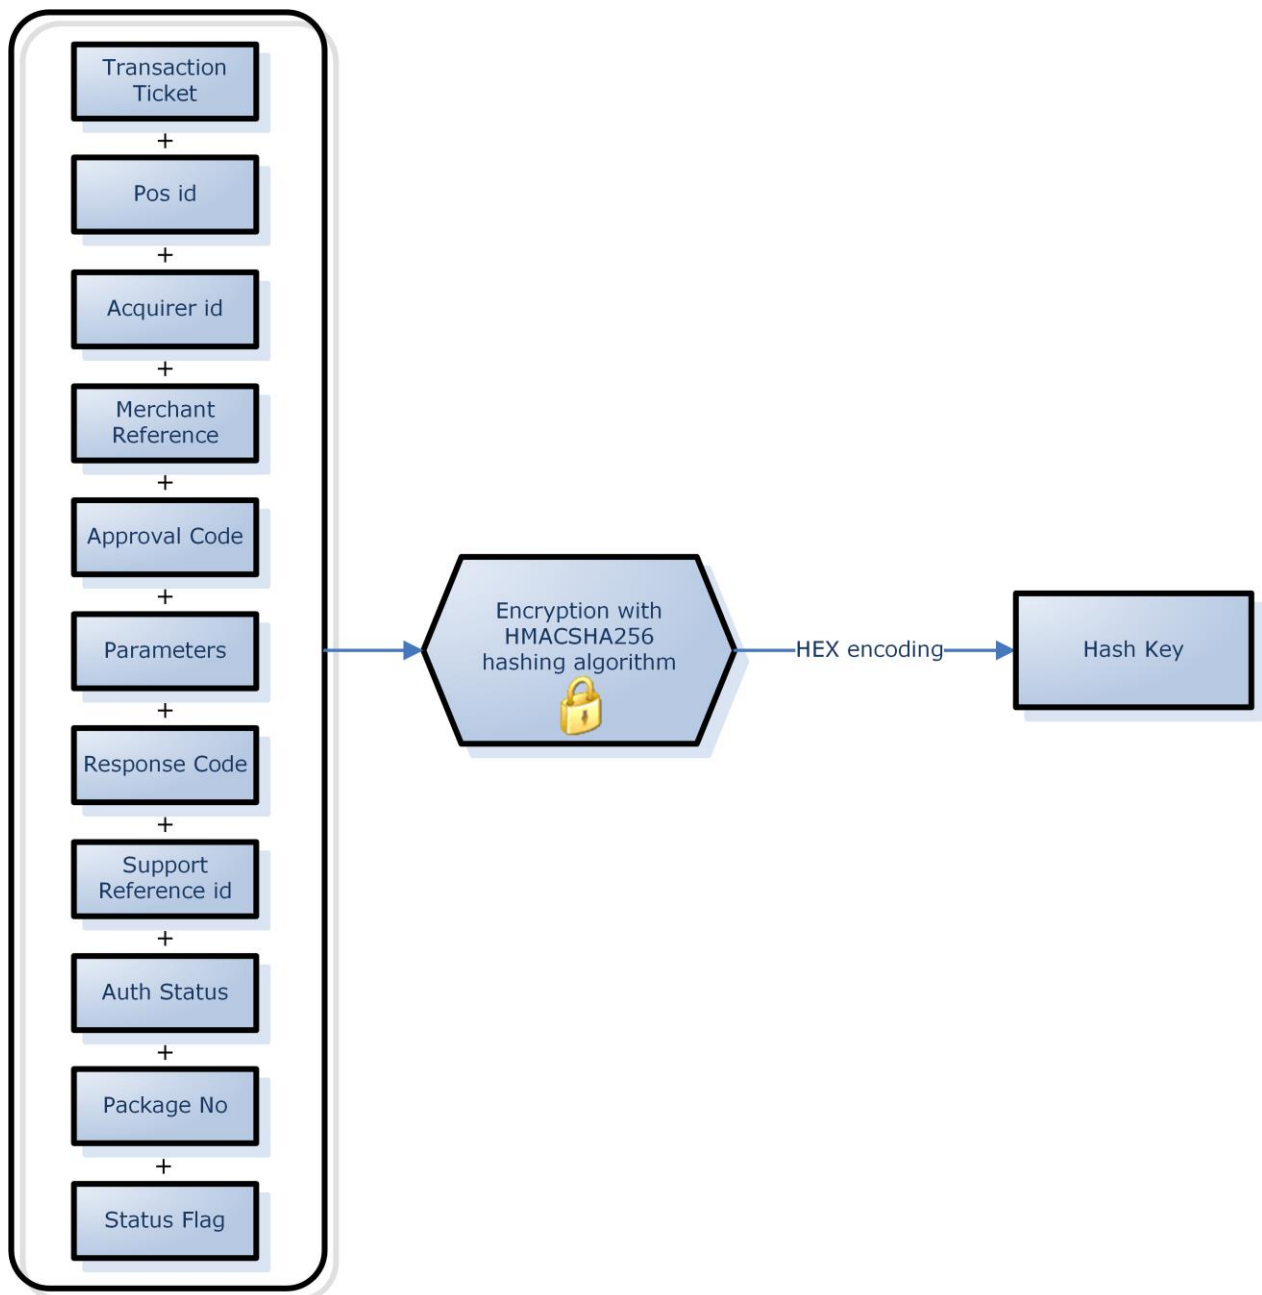 Transaction
Ticket
+
Pos id
+
Acquirer id
+
Merchant
Reference
+
Approval Code
+
Parameters
+
Response Code
+
Support
Reference id
+
Auth Status
+
Package No
+
Status Flag
Encryption with
HMACSHA256
hashing algorithm
HEX encoding
Hash Key